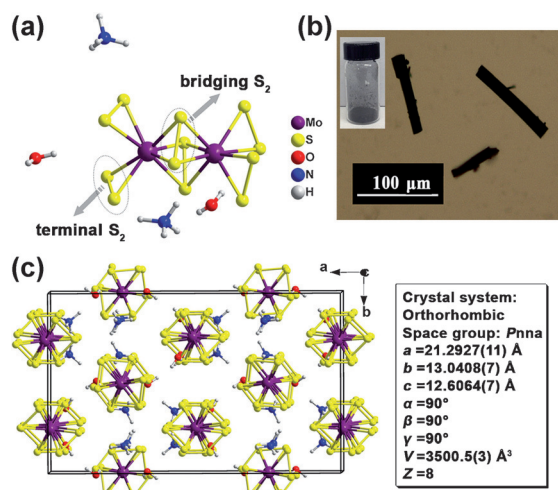 (a)
bridging S₂
Mo
S
O
N
H
terminal S₂
(b)
100 μm
(c)
a
c
b
Crystal system:
Orthorhombic
Space group: Pnna
a =21.2927(11) Å
b =13.0408(7) Å
c =12.6064(7) Å
α =90°
β =90°
γ =90°
V =3500.5(3) Å³
Z =8